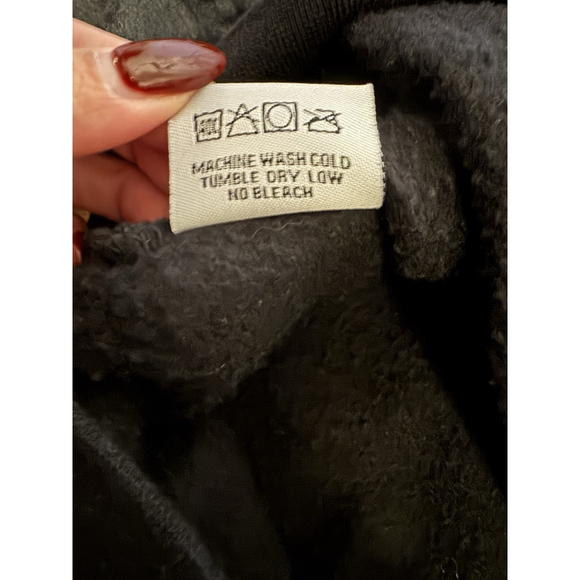 MACHINE WASH COLD
TUMBLE DRY LOW
NO BLEACH